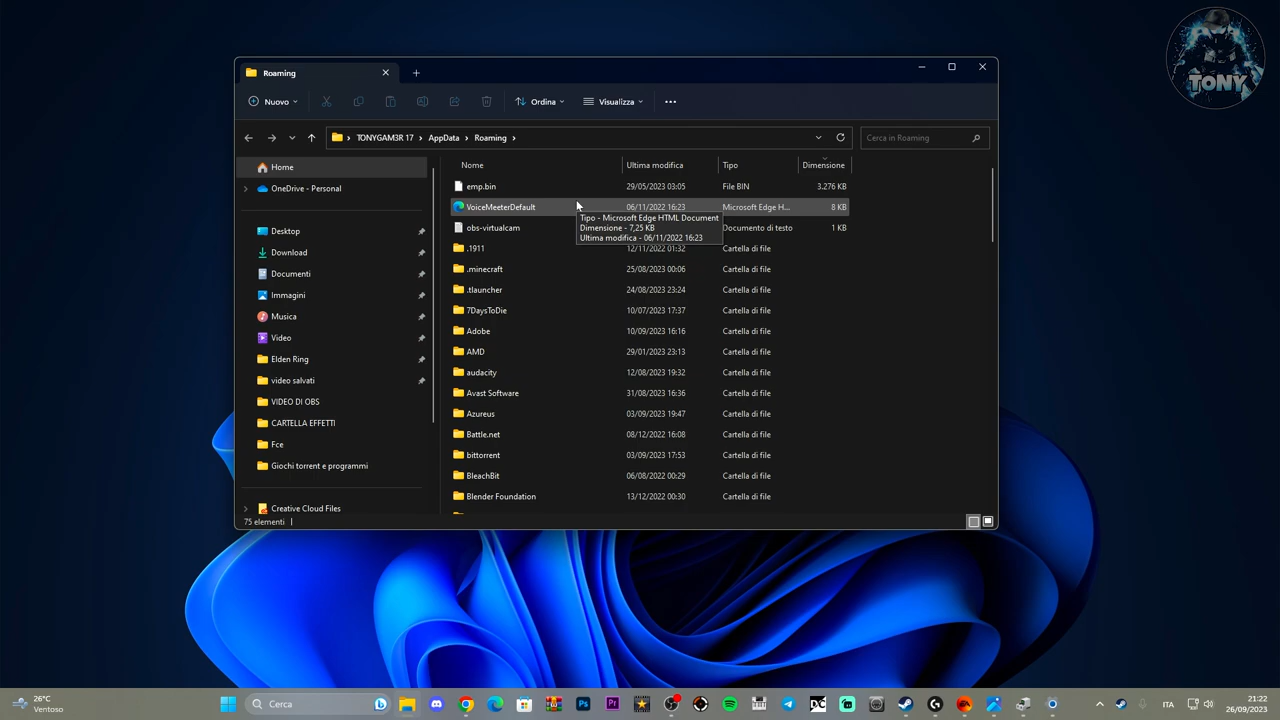 TONY
Roaming
Nuovo
Ordina
Visualizza
TONYGAM3R 17 > AppData > Roaming >
Cerca in Roaming
Nome Ultima modifica Tipo Dimensione
Home
OneDrive - Personal
Desktop
Download
Documenti
Immagini
Musica
Video
Elden Ring
video salvati
VIDEO DI OBS
CARTELLA EFFETTI
Fce
Giochi torrent e programmi
Creative Cloud Files
emp.bin 29/05/2023 03:05 File BIN 3.276 KB
VoiceMeeterDefault 06/11/2022 16:23 Microsoft Edge H... 8 KB
Tipo - Microsoft Edge HTML Document
Dimensione - 7,25 KB
Ultima modifica - 06/11/2022 16:23
obs-virtualcam Documento di testo 1 KB
.1911 12/11/2022 01:32 Cartella di file
.minecraft 25/08/2023 00:06 Cartella di file
.tlauncher 24/08/2023 23:24 Cartella di file
7DaysToDie 10/07/2023 17:37 Cartella di file
Adobe 10/09/2023 16:16 Cartella di file
AMD 29/01/2023 23:13 Cartella di file
audacity 12/08/2023 19:32 Cartella di file
Avast Software 31/08/2023 16:36 Cartella di file
Azureus 03/09/2023 19:47 Cartella di file
Battle.net 08/12/2022 16:08 Cartella di file
bittorrent 03/09/2023 17:53 Cartella di file
BleachBit 06/08/2022 00:29 Cartella di file
Blender Foundation 13/12/2022 00:30 Cartella di file
75 elementi
26°C
Ventoso
Cerca
Ps
Pr
ITA
21:22
26/09/2023